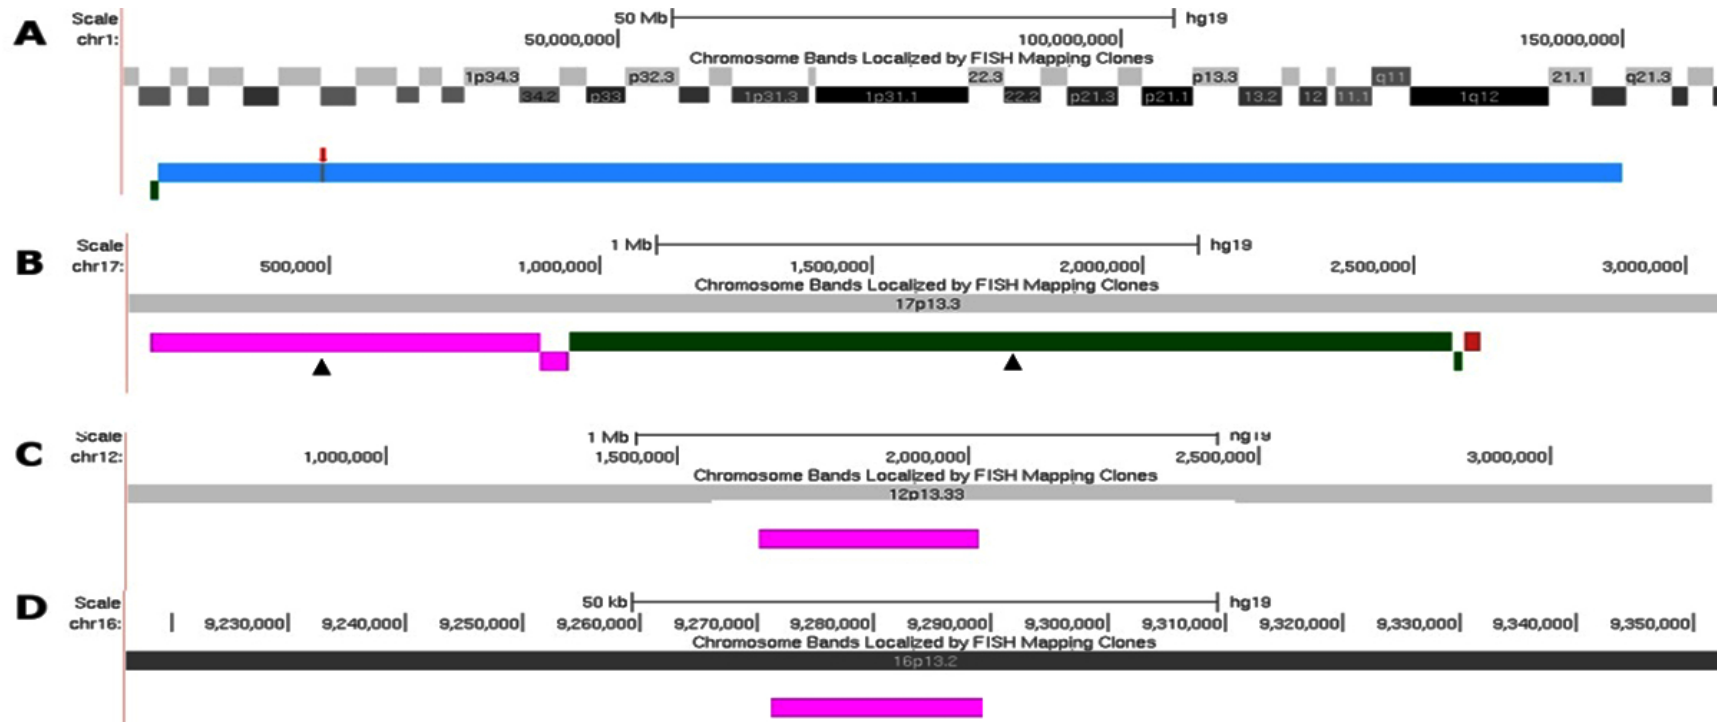 A
Scale 50 Mb hg19
chr1: 50,000,000 100,000,000 150,000,000
Chromosome Bands Localized by FISH Mapping Clones
1p34.3 p32.3 22.3 p13.3 q11 21.1 q21.3
34.2 p33 1p31.3 1p31.1 22.2 p21.3 p21.1 13.2 12 11.1 1q12
B
Scale 1 Mb hg19
chr17: 500,000 1,000,000 1,500,000 2,000,000 2,500,000 3,000,000
Chromosome Bands Localized by FISH Mapping Clones
17p13.3
C
Scale 1 Mb hg19
chr12: 1,000,000 1,500,000 2,000,000 2,500,000 3,000,000
Chromosome Bands Localized by FISH Mapping Clones
12p13.33
D
Scale 50 kb hg19
chr16: 9,230,000 9,240,000 9,250,000 9,260,000 9,270,000 9,280,000 9,290,000 9,300,000 9,310,000 9,320,000 9,330,000 9,340,000 9,350,000
Chromosome Bands Localized by FISH Mapping Clones
16p13.2